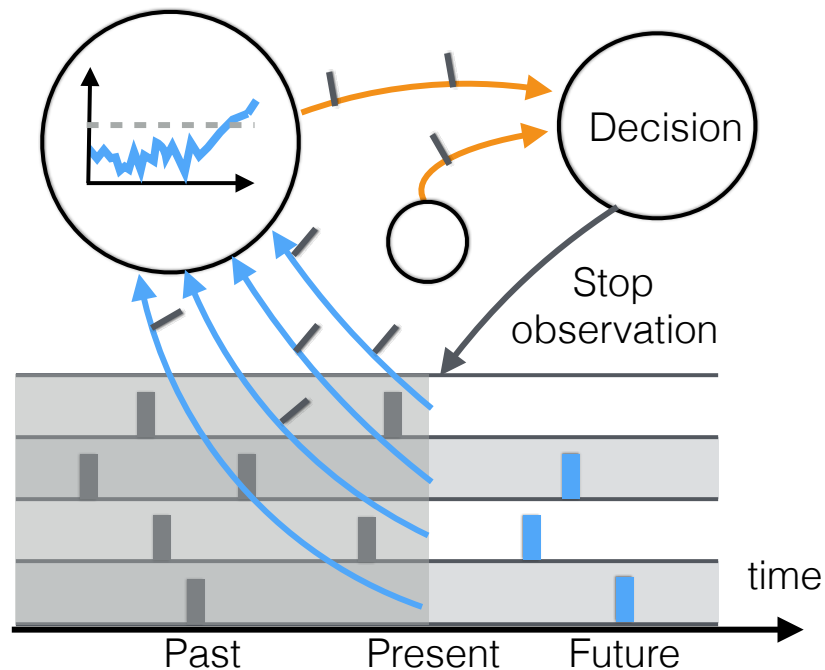 Decision
Stop
observation
time
Past
Present
Future